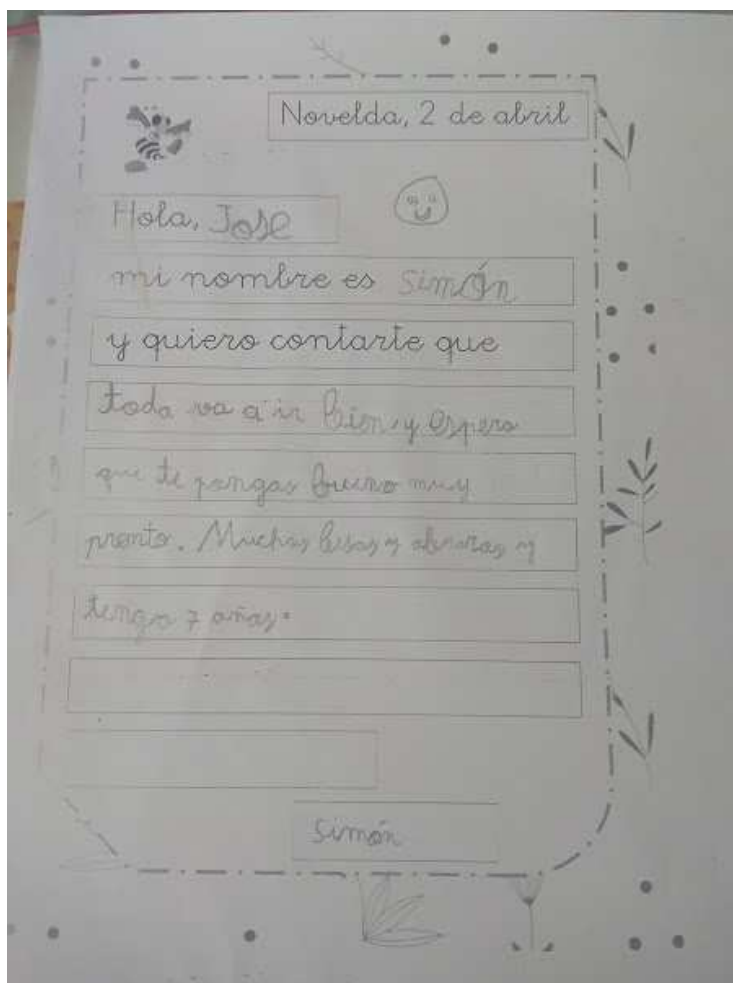 Novelda, 2 de abril
Hola, Jose
mi nombre es Simón
y quiero contarte que
todo va a ir bien, y espero
que te pongas bueno muy
pronto. Muchos besos y abrazos y
tengo 7 años.
Simón